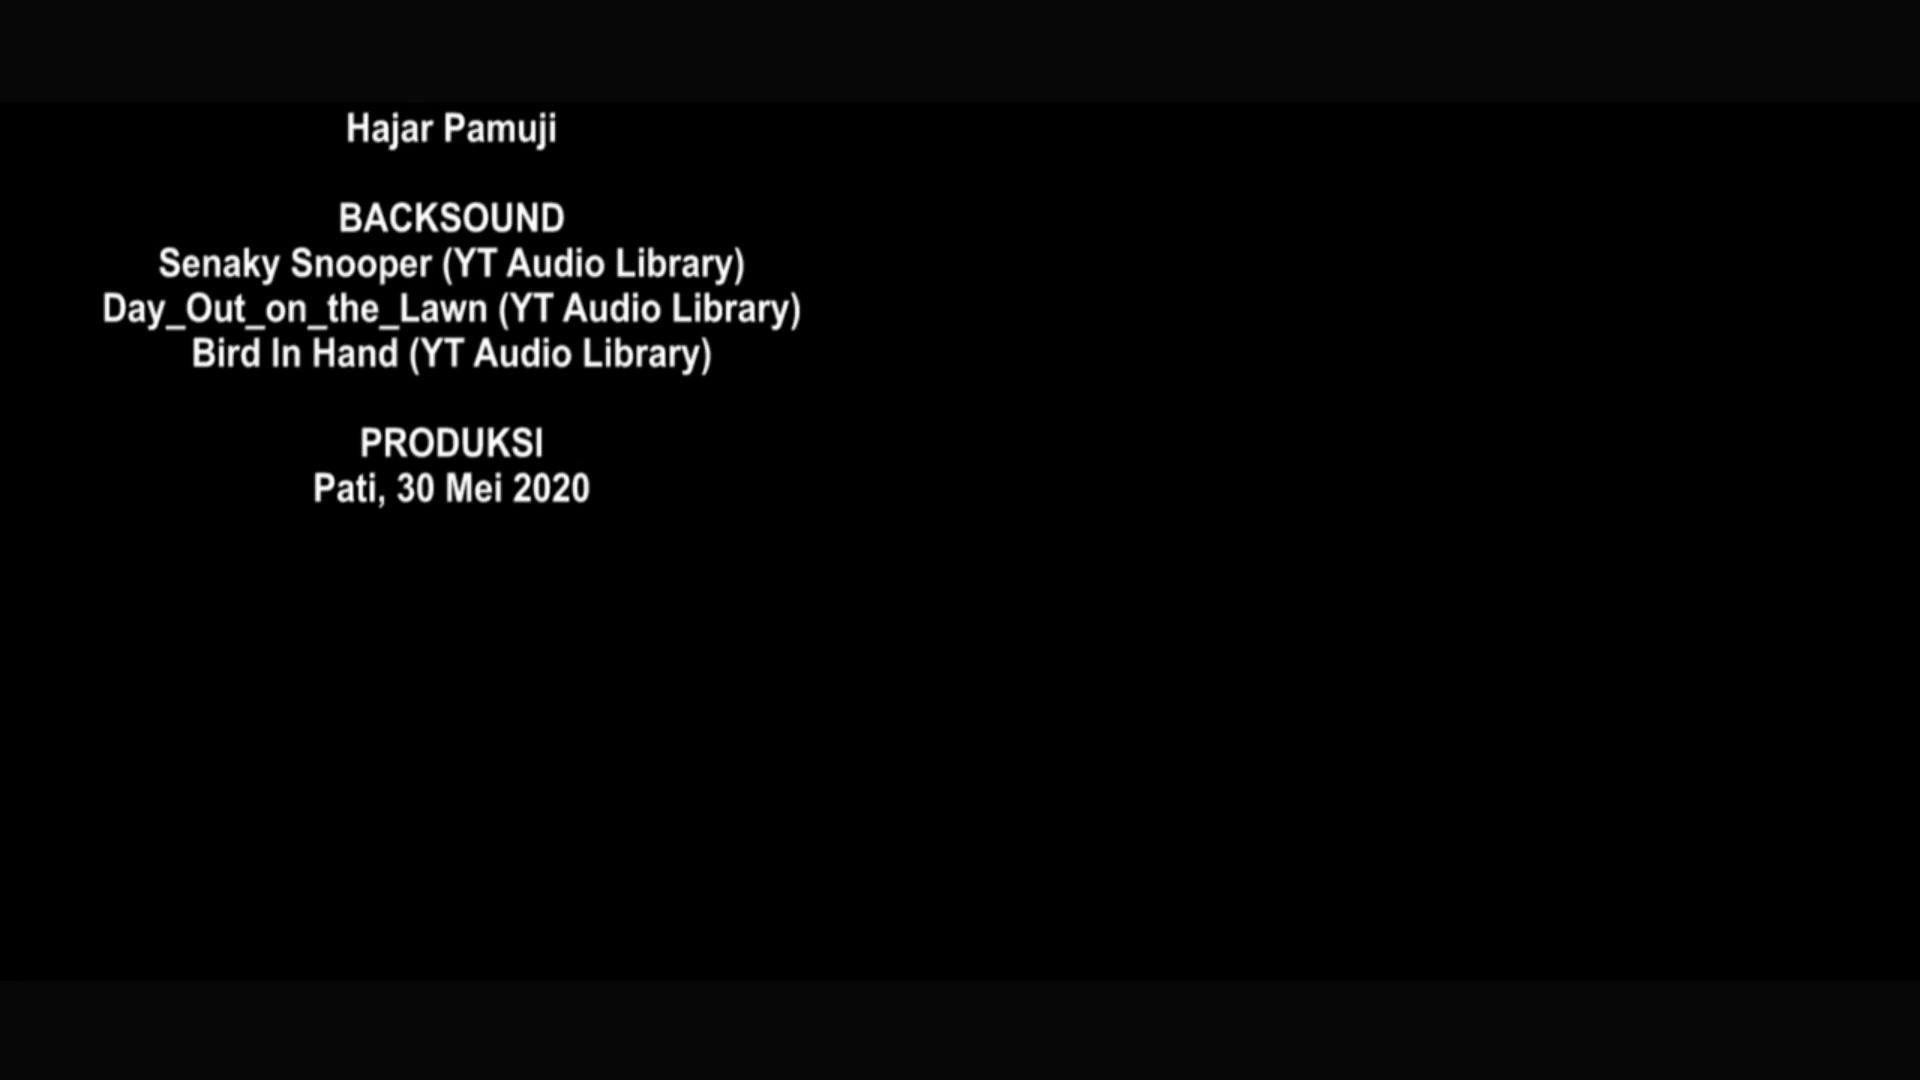 Hajar Pamuji
BACKSOUND
Senaky Snooper (YT Audio Library)
Day_Out_on_the_Lawn (YT Audio Library)
Bird In Hand (YT Audio Library)
PRODUKSI
Pati, 30 Mei 2020